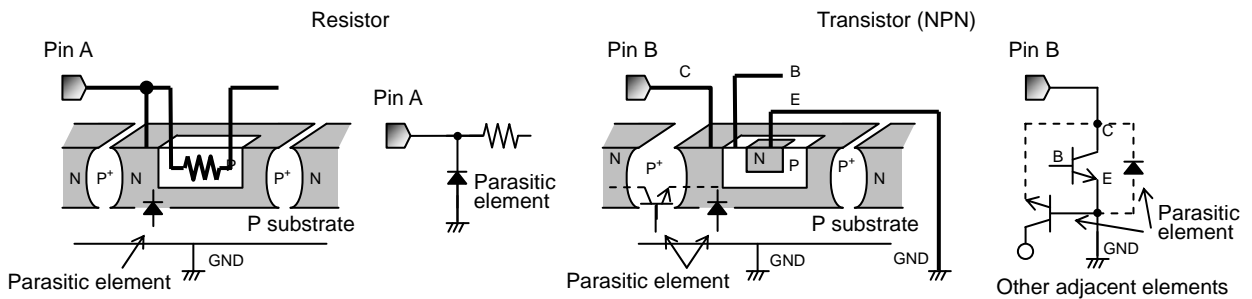 Resistor
Transistor (NPN)
Pin A
Pin B
Pin B
C
B
E
Pin A
C
B
E
N
P+
N
P
P+
N
N
P+
N
P
P+
N
Parasitic
element
P substrate
P substrate
Parasitic
element
GND
GND
GND
GND
Parasitic element
Parasitic element
Other adjacent elements